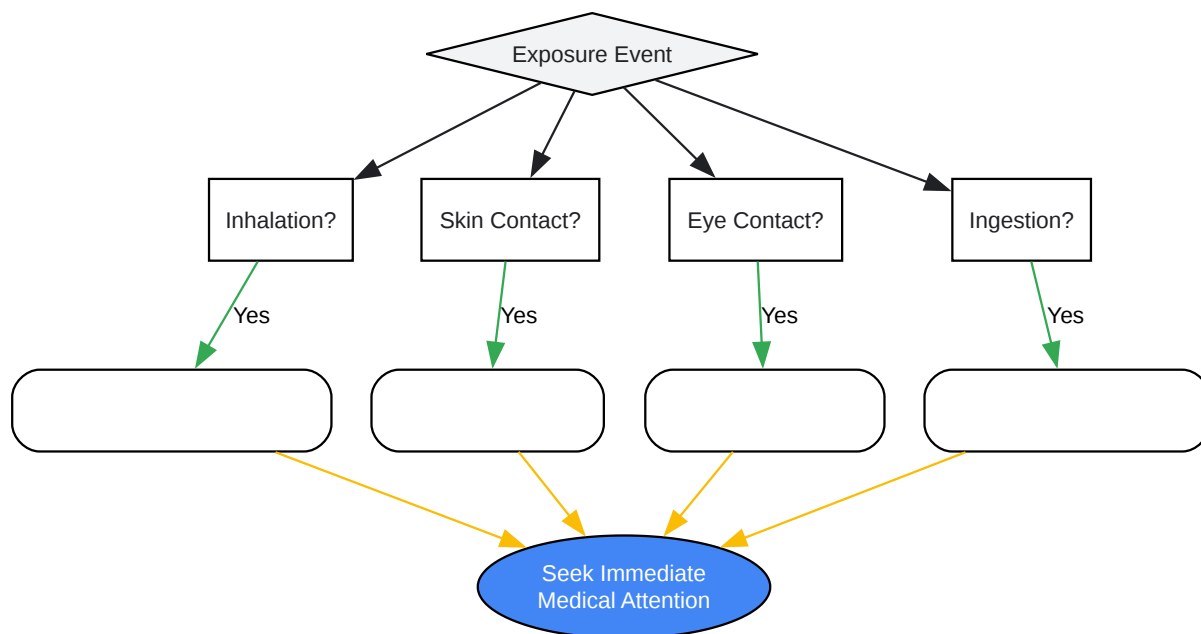 Exposure Event
Inhalation?
Skin Contact?
Eye Contact?
Ingestion?
Yes
Yes
Yes
Yes
Seek Immediate
Medical Attention